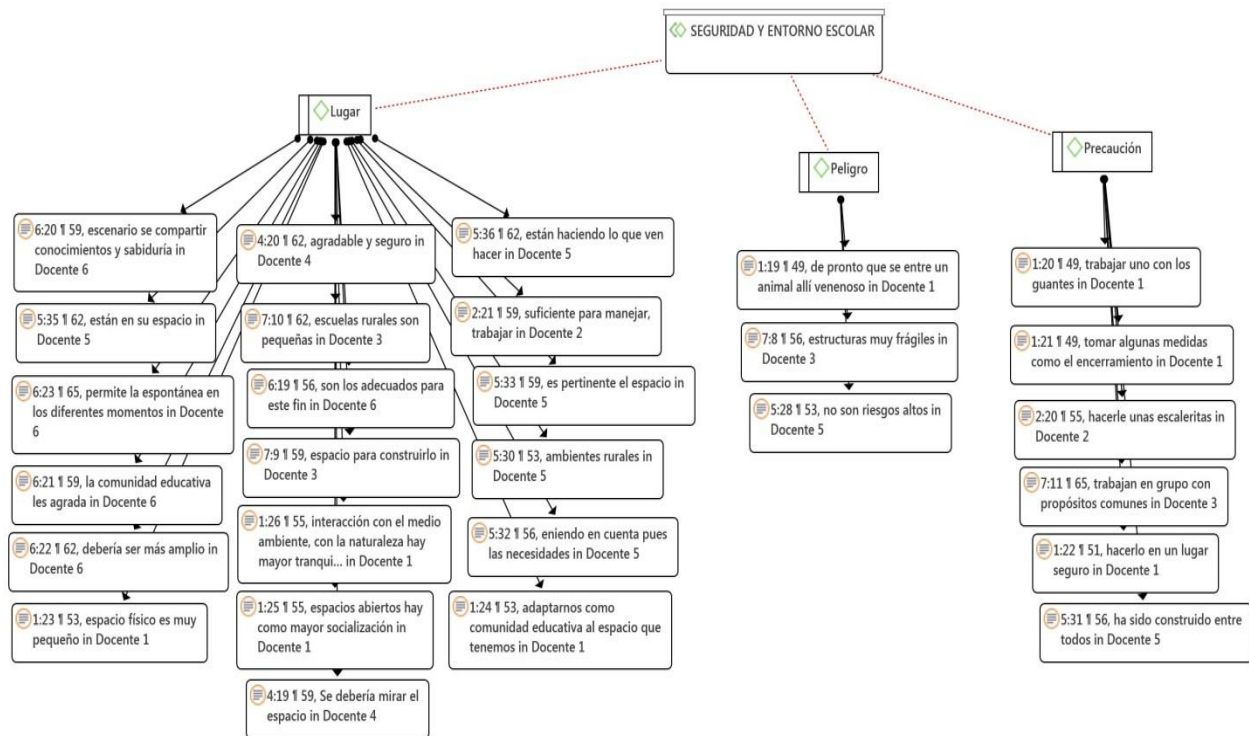 SEGURIDAD Y ENTORNO ESCOLAR
Lugar
Peligro
Precaución
6:20 ¶ 59, escenario se compartir
conocimientos y sabiduría in
Docente 6
5:35 ¶ 62, están en su espacio in
Docente 5
6:23 ¶ 65, permite la espontánea en
los diferentes momentos in Docente
6
6:21 ¶ 59, la comunidad educativa
les agrada in Docente 6
6:22 ¶ 62, debería ser más amplio in
Docente 6
1:23 ¶ 53, espacio físico es muy
pequeño in Docente 1
4:20 ¶ 62, agradable y seguro in
Docente 4
7:10 ¶ 62, escuelas rurales son
pequeñas in Docente 3
6:19 ¶ 56, son los adecuados para
este fin in Docente 6
7:9 ¶ 59, espacio para construirlo in
Docente 3
1:26 ¶ 55, interacción con el medio
ambiente, con la naturaleza hay
mayor tranqui... in Docente 1
1:25 ¶ 55, espacios abiertos hay
como mayor socialización in
Docente 1
4:19 ¶ 59, Se debería mirar el
espacio in Docente 4
5:36 ¶ 62, están haciendo lo que ven
hacer in Docente 5
2:21 ¶ 59, suficiente para manejar,
trabajar in Docente 2
5:33 ¶ 59, es pertinente el espacio in
Docente 5
5:30 ¶ 53, ambientes rurales in
Docente 5
5:32 ¶ 56, eniendo en cuenta pues
las necesidades in Docente 5
1:24 ¶ 53, adaptarnos como
comunidad educativa al espacio que
tenemos in Docente 1
1:19 ¶ 49, de pronto que se entre un
animal allí venenoso in Docente 1
7:8 ¶ 56, estructuras muy frágiles in
Docente 3
5:28 ¶ 53, no son riesgos altos in
Docente 5
1:20 ¶ 49, trabajar uno con los
guantes in Docente 1
1:21 ¶ 49, tomar algunas medidas
como el encerramiento in Docente 1
2:20 ¶ 55, hacerle unas escaleritas in
Docente 2
7:11 ¶ 65, trabajan en grupo con
propósitos comunes in Docente 3
1:22 ¶ 51, hacerlo en un lugar
seguro in Docente 1
5:31 ¶ 56, ha sido construido entre
todos in Docente 5